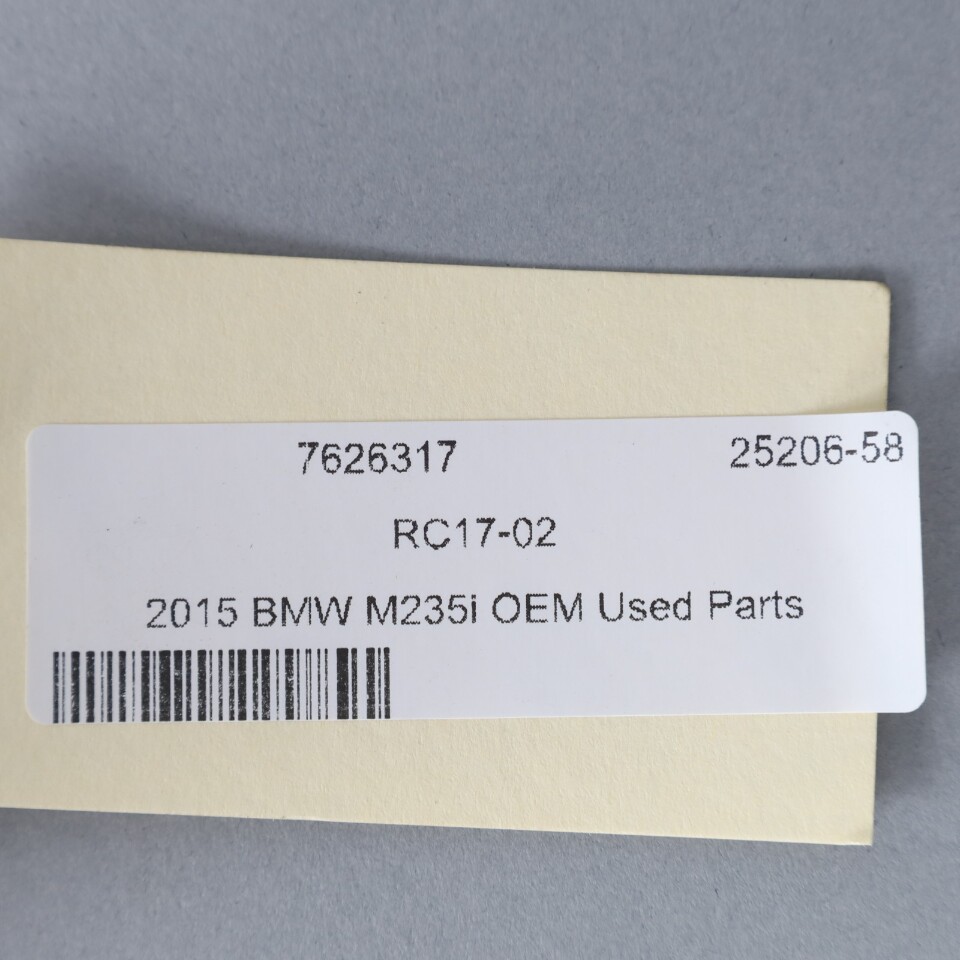 7626317 25206-58
RC17-02
2015 BMW M235i OEM Used Parts